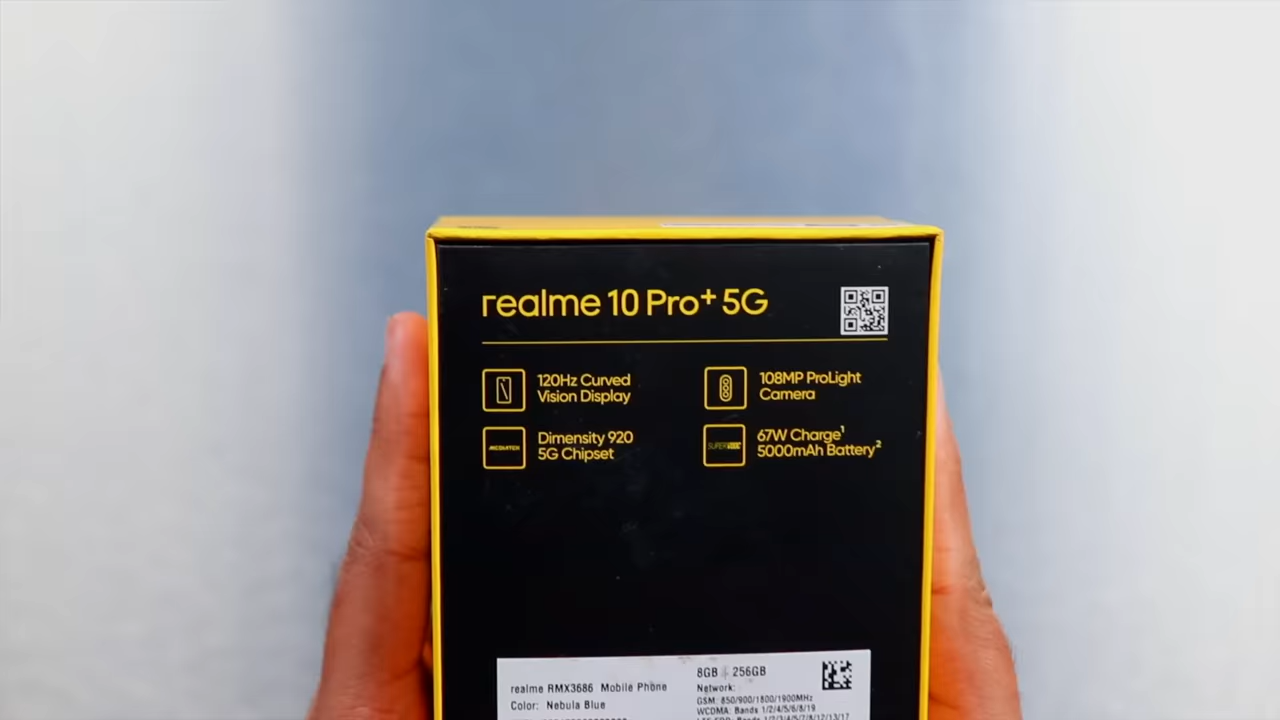 realme 10 Pro+ 5G
120Hz Curved
Vision Display
108MP ProLight
Camera
MEDIATEK
Dimensity 920
5G Chipset
SUPERVOOC
67W Charge¹
5000mAh Battery²
realme RMX3686 Mobile Phone
Color: Nebula Blue
8GB + 256GB
Network:
GSM: 850/900/1800/1900MHz
WCDMA: Bands 1/2/4/5/6/8/19